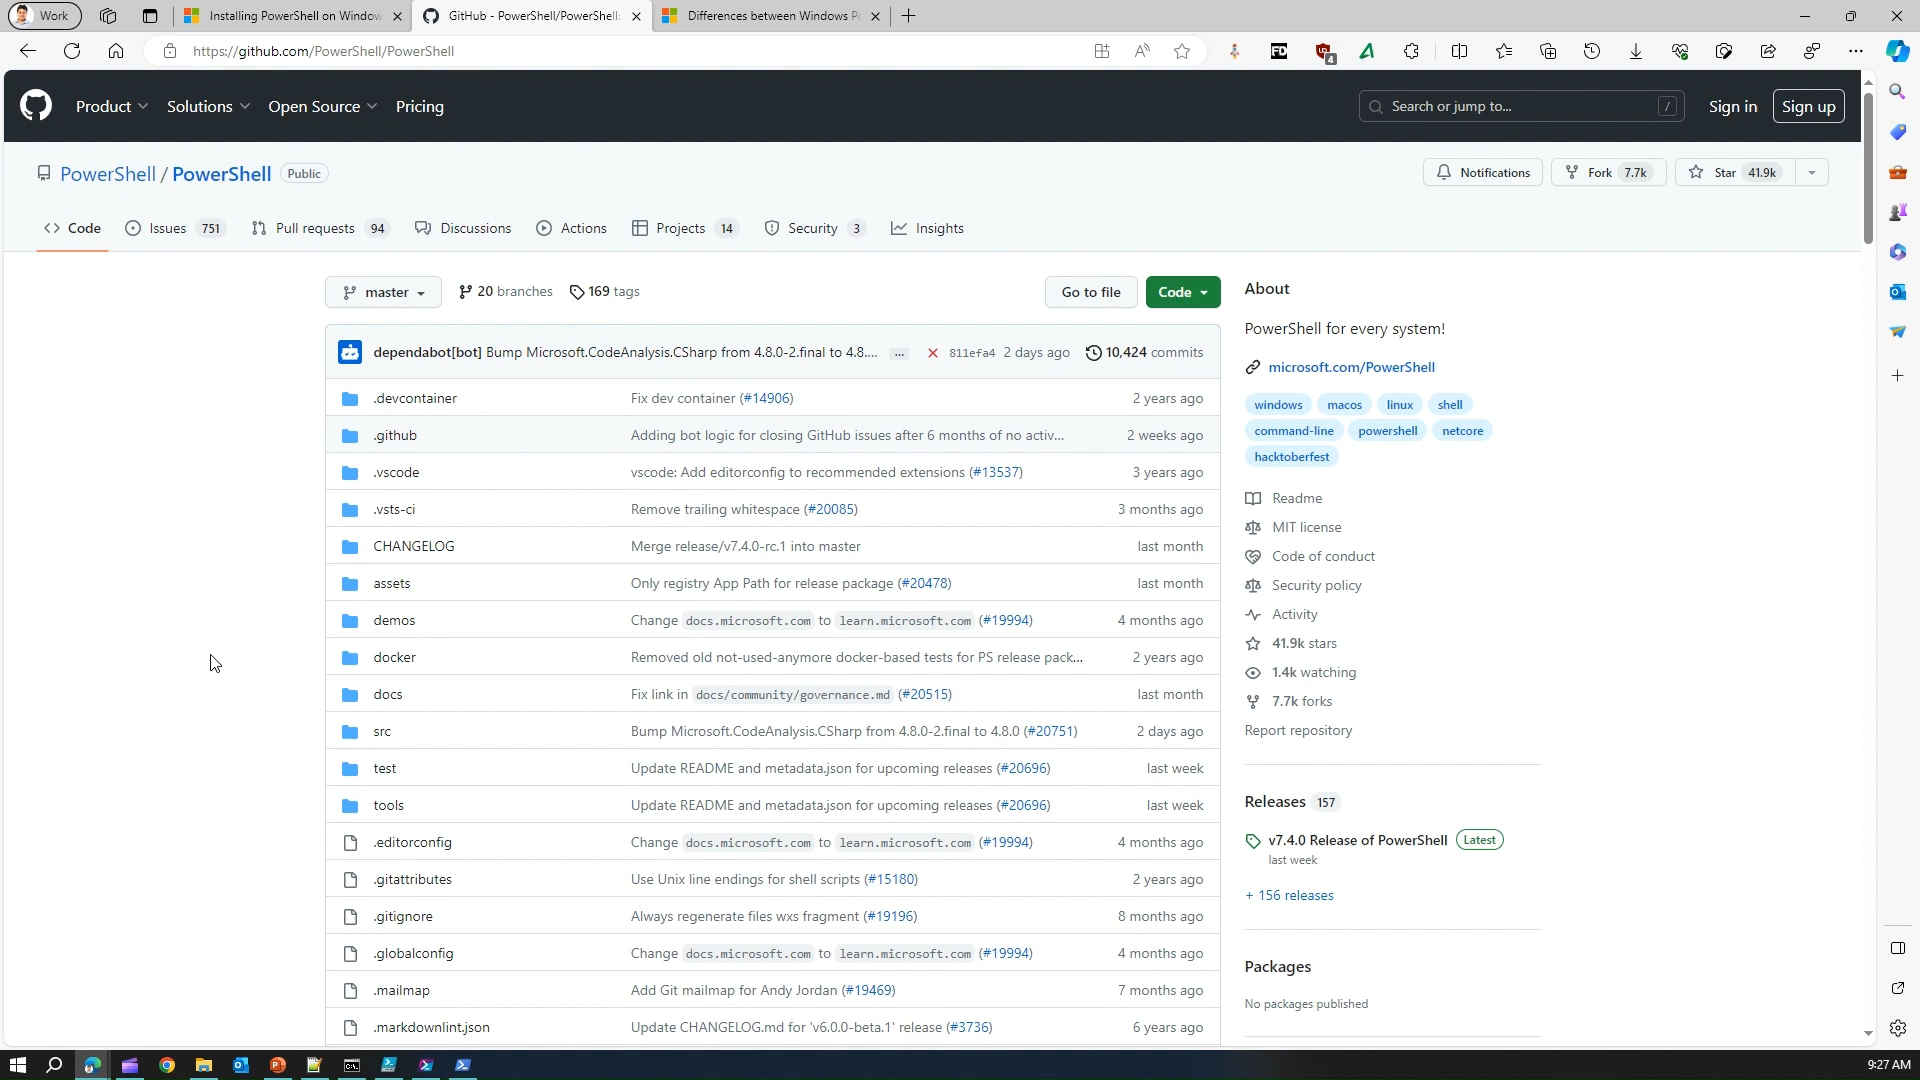 Work
Installing PowerShell on Window
GitHub - PowerShell/PowerShell:
Differences between Windows P
https://github.com/PowerShell/PowerShell
FD
4
Product
Solutions
Open Source
Pricing
Search or jump to...
/
Sign in
Sign up
PowerShell / PowerShell
Public
Notifications
Fork 7.7k
Star 41.9k
Code
Issues 751
Pull requests 94
Discussions
Actions
Projects 14
Security 3
Insights
master
20 branches
169 tags
Go to file
Code
dependabot[bot] Bump Microsoft.CodeAnalysis.CSharp from 4.8.0-2.final to 4.8.... ... 811efa4 2 days ago 10,424 commits
.devcontainer Fix dev container (#14906) 2 years ago
.github Adding bot logic for closing GitHub issues after 6 months of no activ... 2 weeks ago
.vscode vscode: Add editorconfig to recommended extensions (#13537) 3 years ago
.vsts-ci Remove trailing whitespace (#20085) 3 months ago
CHANGELOG Merge release/v7.4.0-rc.1 into master last month
assets Only registry App Path for release package (#20478) last month
demos Change docs.microsoft.com to learn.microsoft.com (#19994) 4 months ago
docker Removed old not-used-anymore docker-based tests for PS release pack... 2 years ago
docs Fix link in docs/community/governance.md (#20515) last month
src Bump Microsoft.CodeAnalysis.CSharp from 4.8.0-2.final to 4.8.0 (#20751) 2 days ago
test Update README and metadata.json for upcoming releases (#20696) last week
tools Update README and metadata.json for upcoming releases (#20696) last week
.editorconfig Change docs.microsoft.com to learn.microsoft.com (#19994) 4 months ago
.gitattributes Use Unix line endings for shell scripts (#15180) 2 years ago
.gitignore Always regenerate files wxs fragment (#19196) 8 months ago
.globalconfig Change docs.microsoft.com to learn.microsoft.com (#19994) 4 months ago
.mailmap Add Git mailmap for Andy Jordan (#19469) 7 months ago
.markdownlint.json Update CHANGELOG.md for 'v6.0.0-beta.1' release (#3736) 6 years ago
About
PowerShell for every system!
microsoft.com/PowerShell
windows macos linux shell
command-line powershell netcore
hacktoberfest
Readme
MIT license
Code of conduct
Security policy
Activity
41.9k stars
1.4k watching
7.7k forks
Report repository
Releases 157
v7.4.0 Release of PowerShell Latest
last week
+ 156 releases
Packages
No packages published
9:27 AM